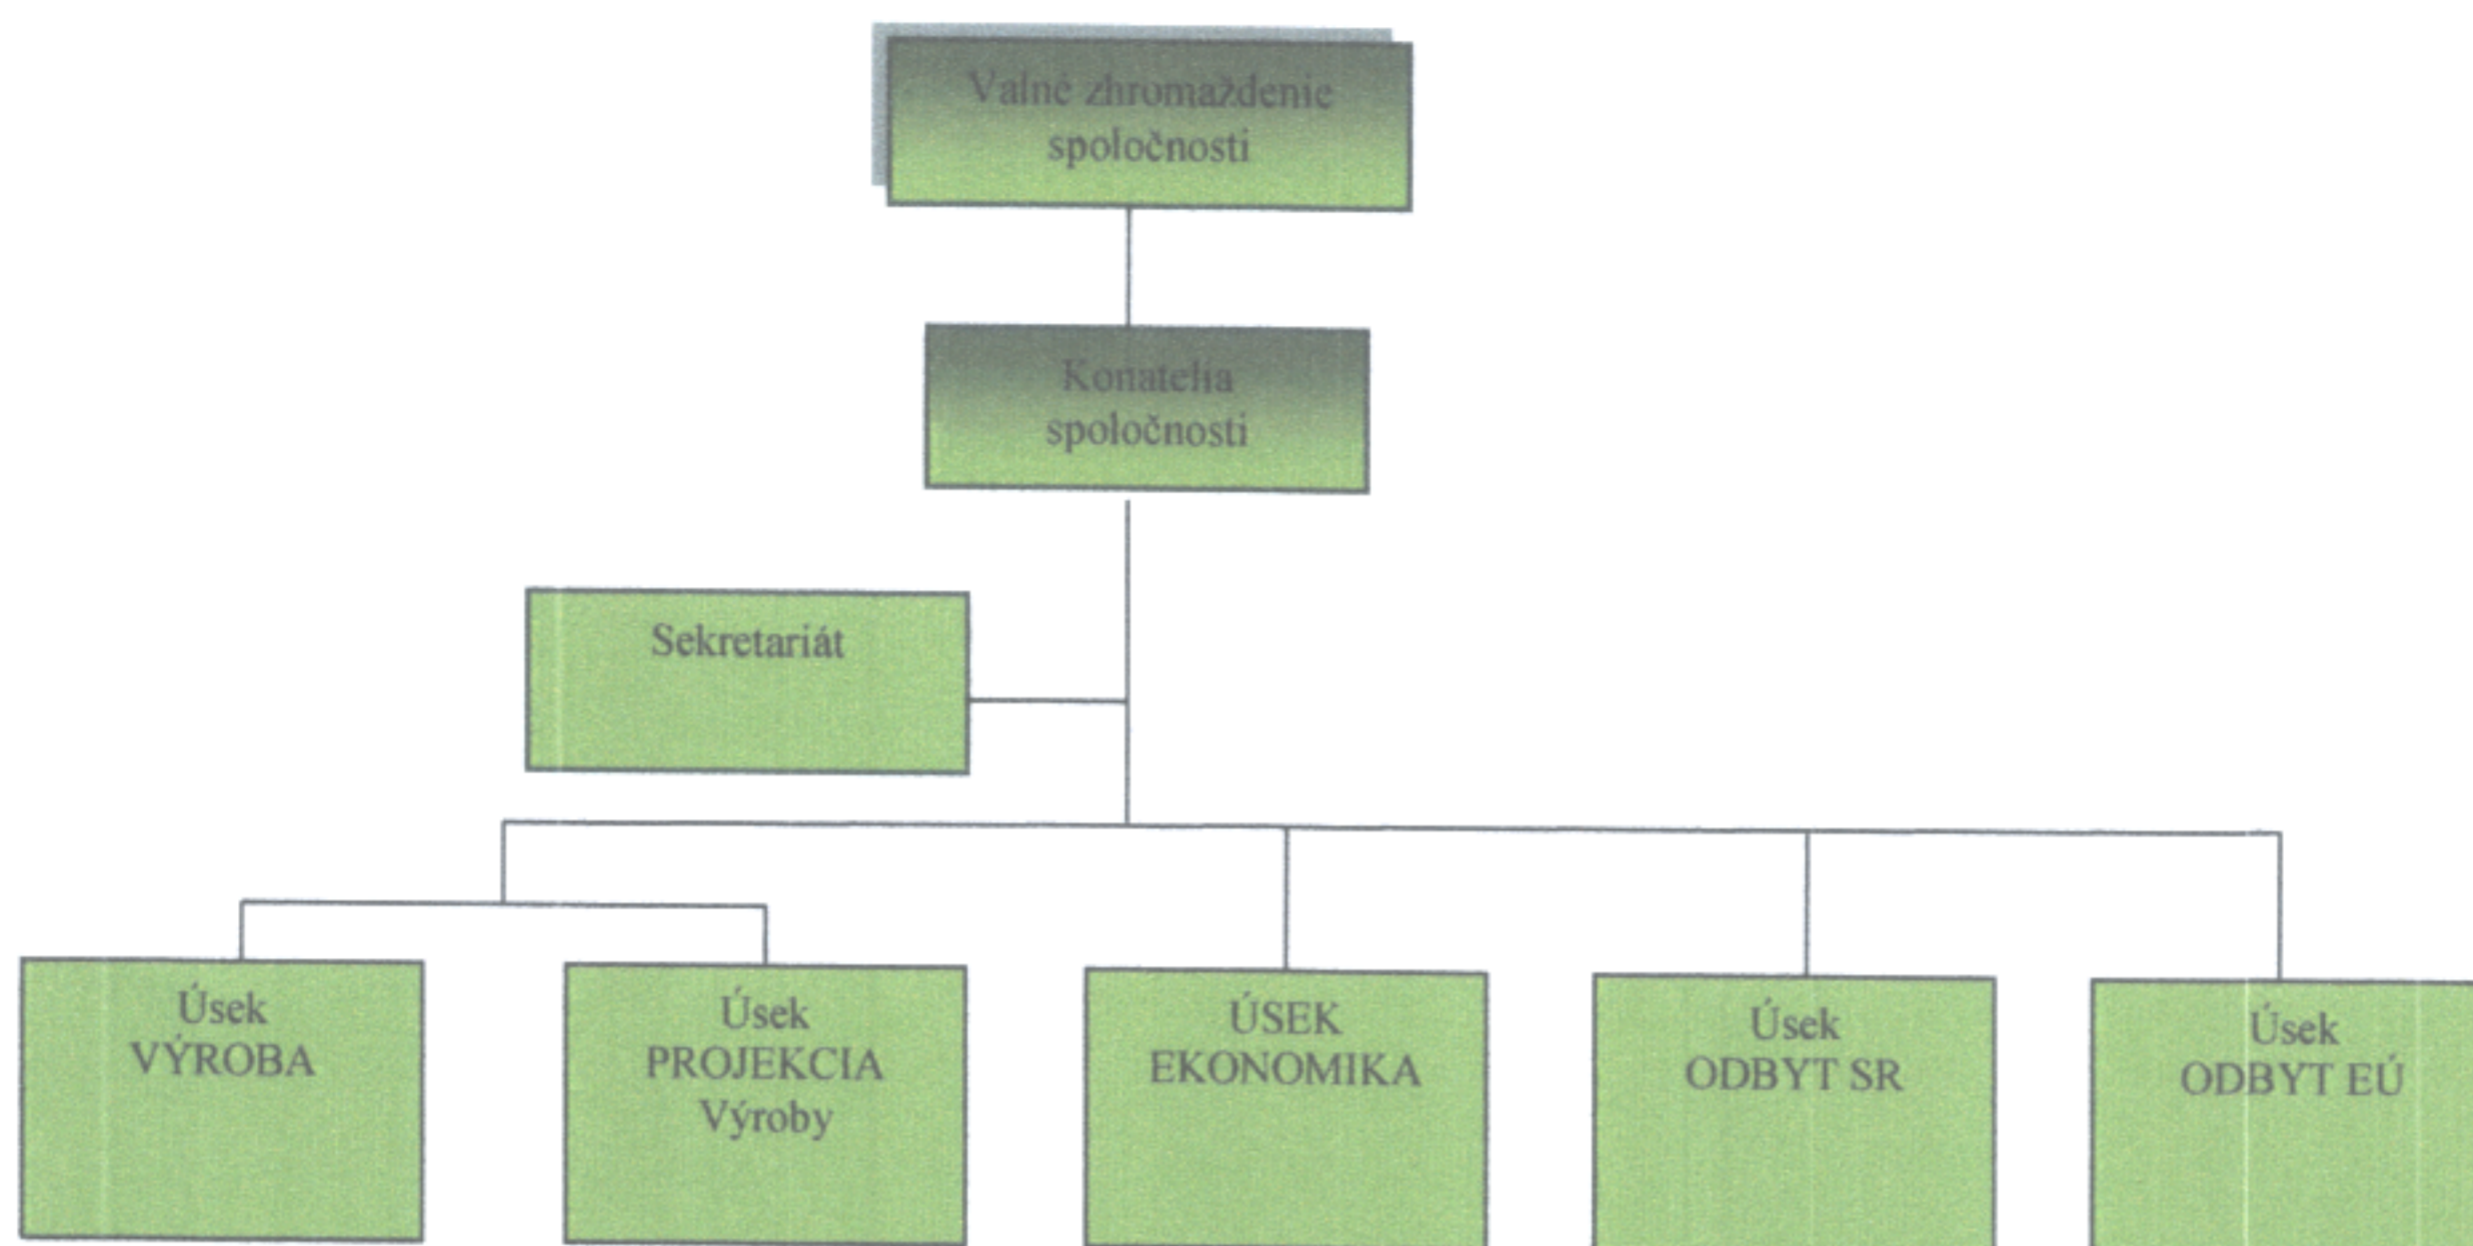 Valné zhromaždenie
spoločnosti
Konatelia
spoločnosti
Sekretariát
Úsek
VÝROBA
Úsek
PROJEKCIA
Výroby
ÚSEK
EKONOMIKA
Úsek
ODBYT SR
Úsek
ODBYT EÚ